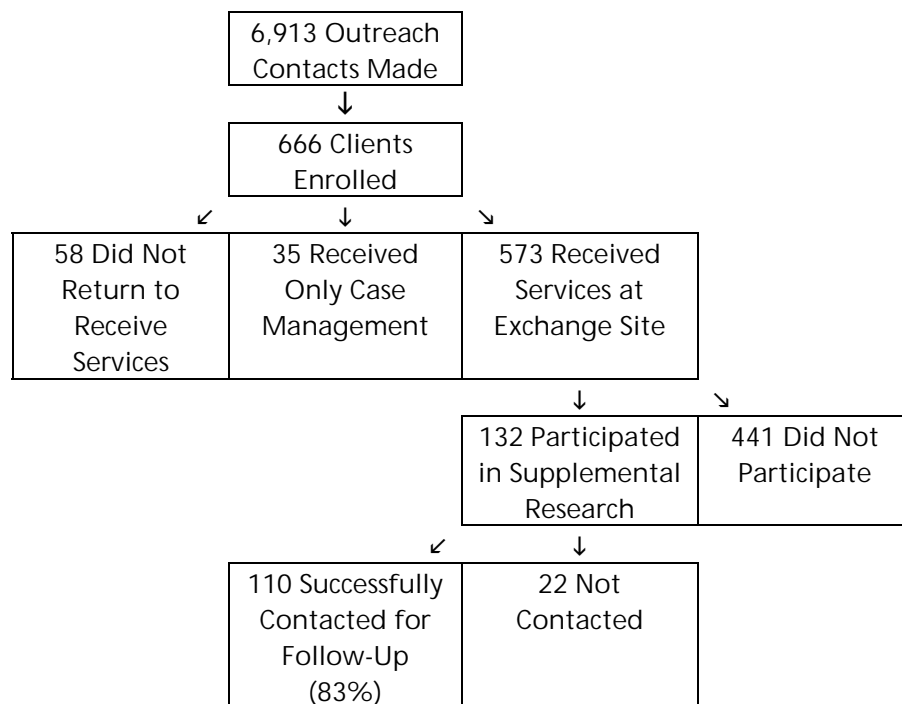 6,913 Outreach
Contacts Made
↓
666 Clients
Enrolled
↙ ↓ ↘
58 Did Not
Return to
Receive
Services
35 Received
Only Case
Management
573 Received
Services at
Exchange Site
↓ ↘
132 Participated
in Supplemental
Research
441 Did Not
Participate
↙ ↓
110 Successfully
Contacted for
Follow-Up
(83%)
22 Not
Contacted